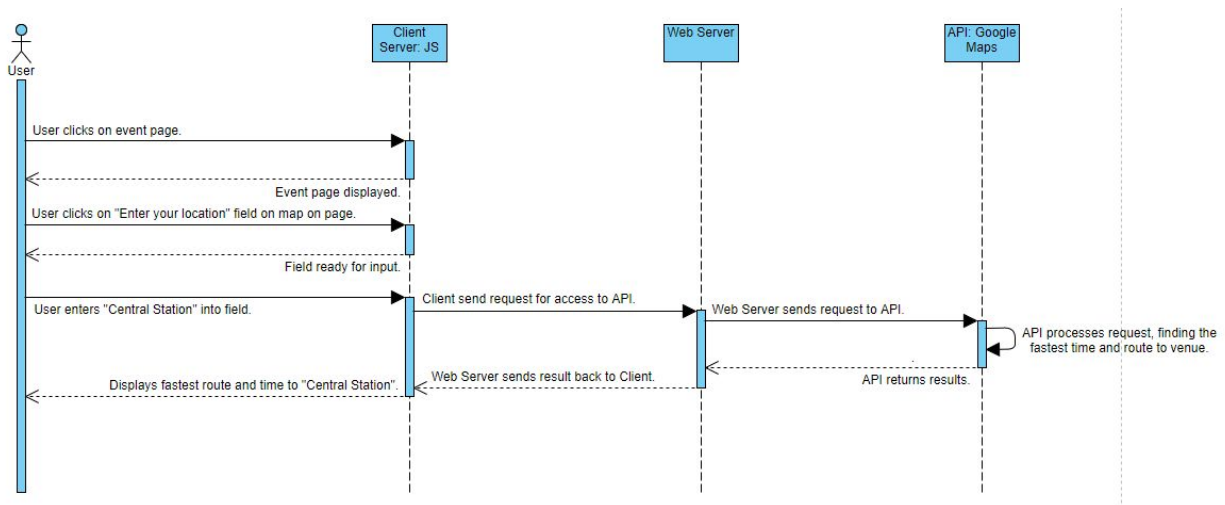 Client
Server: JS
Web Server
API: Google
Maps
User
User clicks on event page.
Event page displayed.
User clicks on "Enter your location" field on map on page.
Field ready for input.
User enters "Central Station" into field.
Client send request for access to API.
Web Server sends request to API.
API processes request, finding the
fastest time and route to venue.
API returns results.
Web Server sends result back to Client.
Displays fastest route and time to "Central Station".